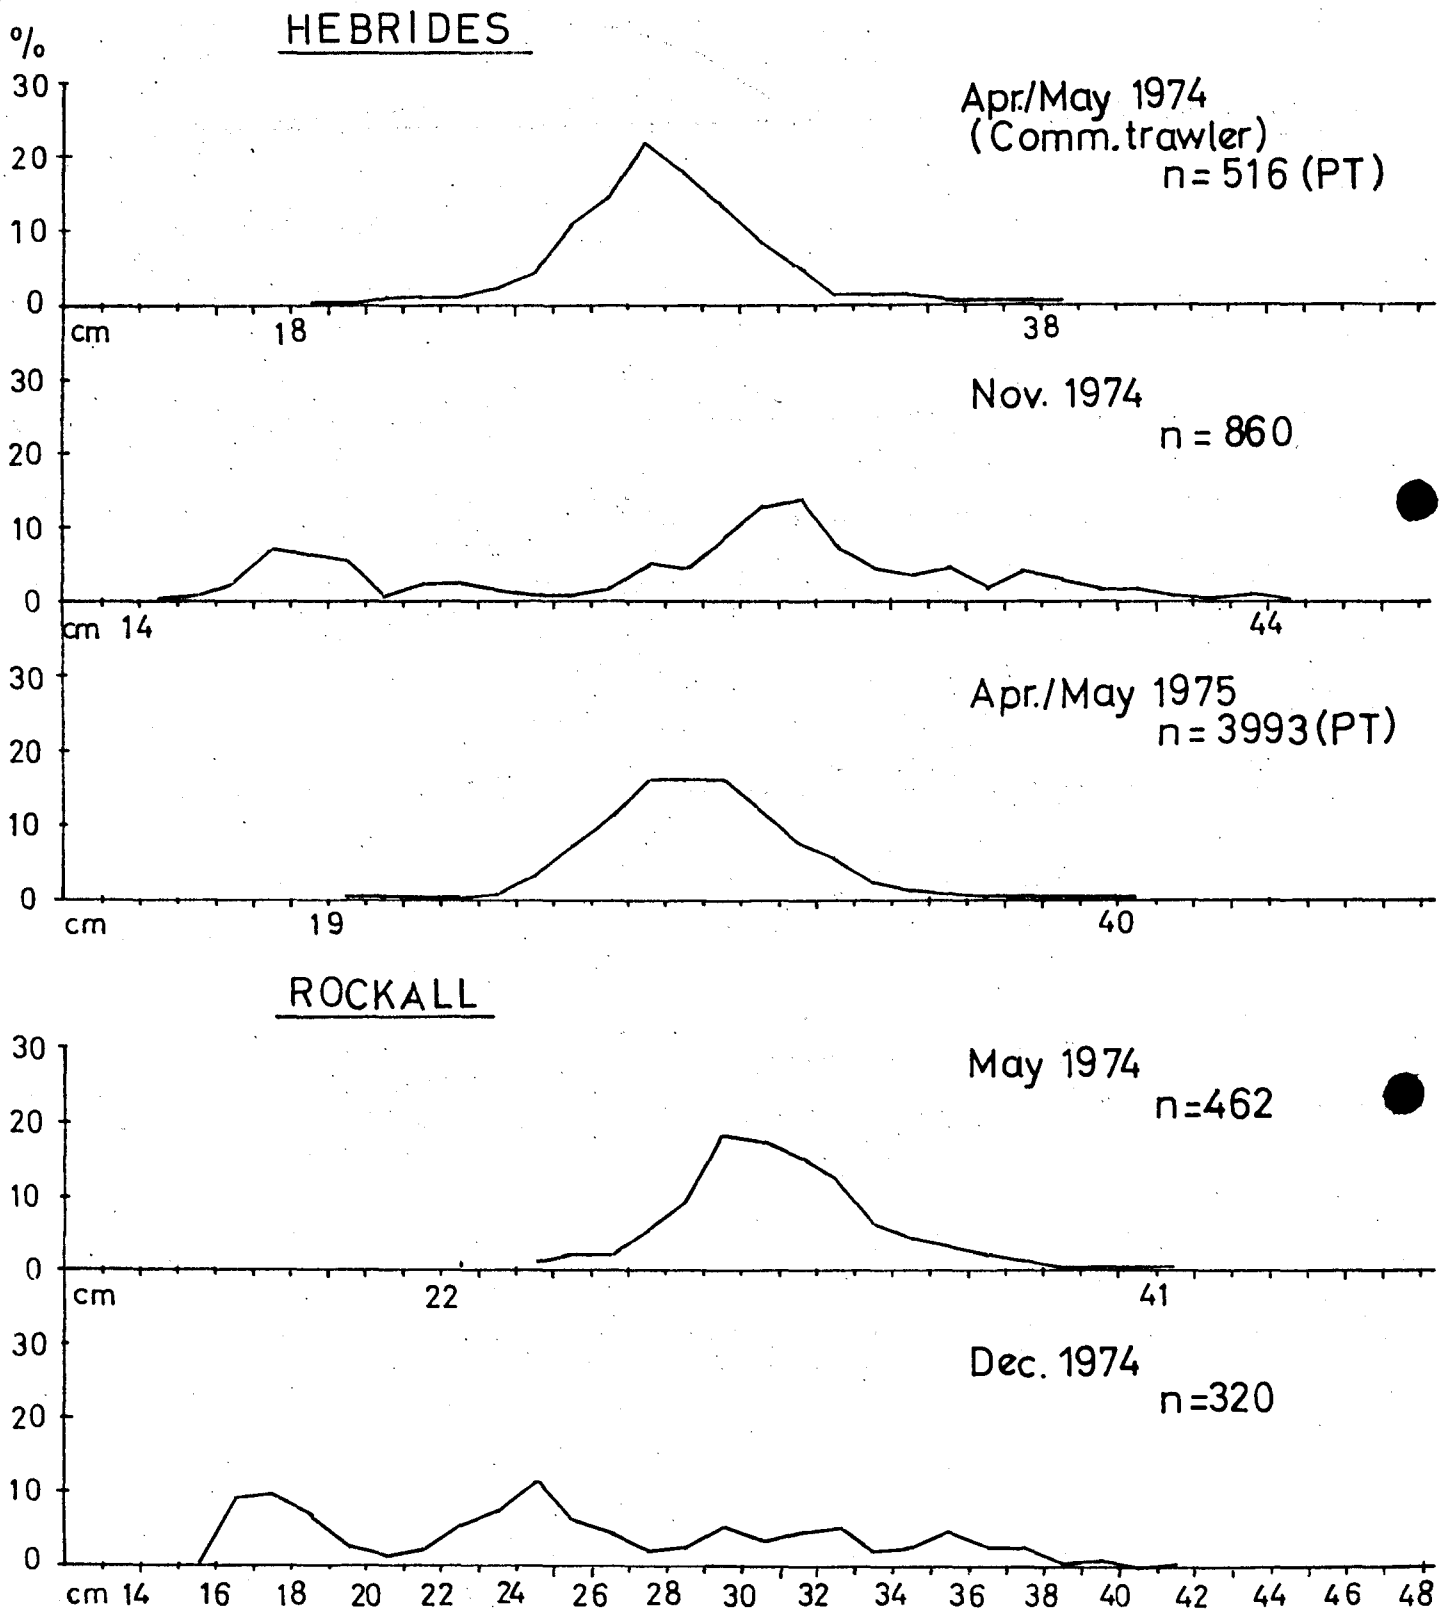 HEBRIDES
%
30
20
10
0
Apr./May 1974
(Comm. trawler)
n = 516 (PT)
cm 18 38
30
20
10
0
Nov. 1974
n = 860
cm 14 44
30
20
10
0
Apr./May 1975
n = 3993 (PT)
cm 19 40
ROCKALL
30
20
10
0
May 1974
n=462
cm 22 41
30
20
10
0
Dec. 1974
n=320
cm 14 16 18 20 22 24 26 28 30 32 34 36 38 40 42 44 46 48